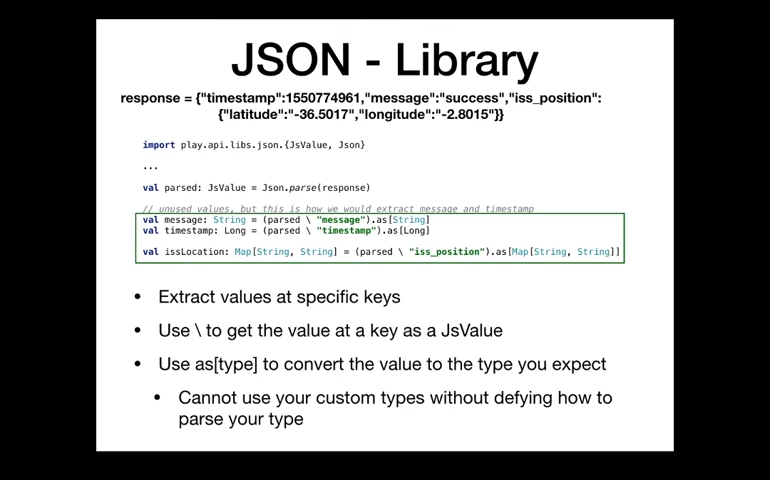 JSON - Library
response = {"timestamp":1550774961,"message":"success","iss_position":
{"latitude":"-36.5017","longitude":"-2.8015"}}
import play.api.libs.json.{JsValue, Json}
...
val parsed: JsValue = Json.parse(response)
// unused values, but this is how we would extract message and timestamp
val message: String = (parsed \ "message").as[String]
val timestamp: Long = (parsed \ "timestamp").as[Long]
val issLocation: Map[String, String] = (parsed \ "iss_position").as[Map[String, String]]
• Extract values at specific keys
• Use \ to get the value at a key as a JsValue
• Use as[type] to convert the value to the type you expect
• Cannot use your custom types without defying how to
parse your type